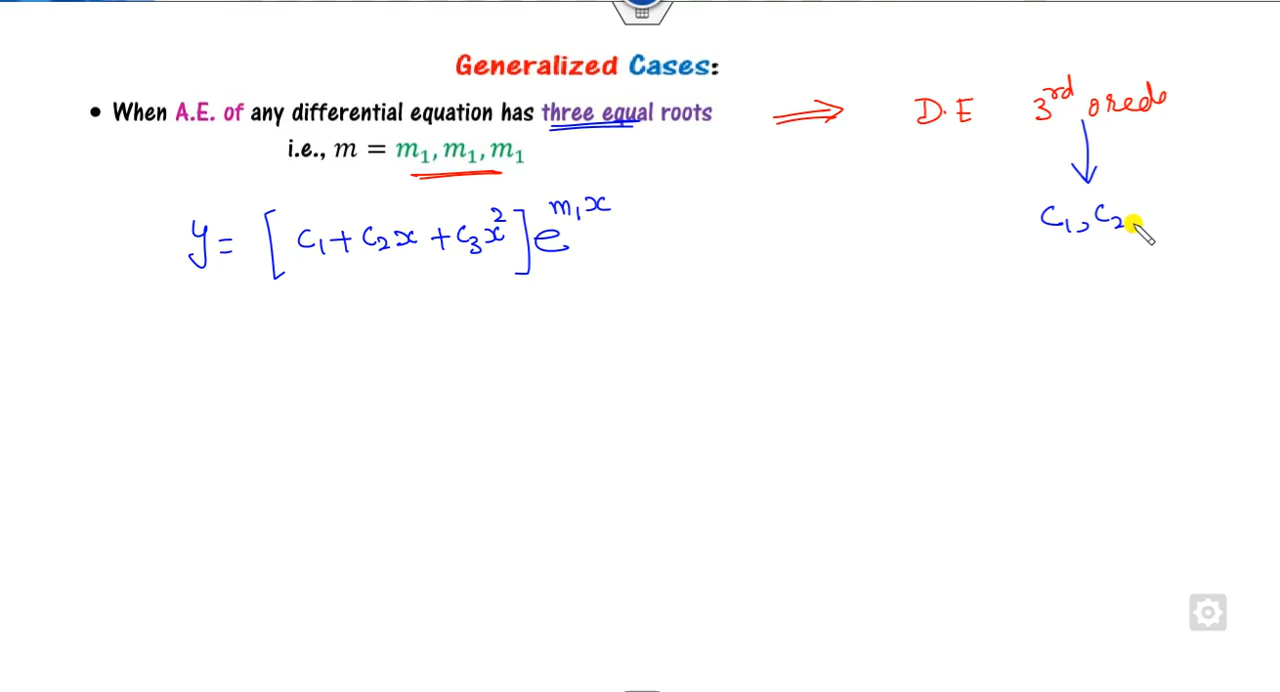 Generalized Cases:
• When A.E. of any differential equation has three equal roots ⟹ D.E 3rd orede
i.e., m = m₁, m₁, m₁
y = [c₁ + c₂x + c₃x²] e^{m₁x}
c₁, c₂